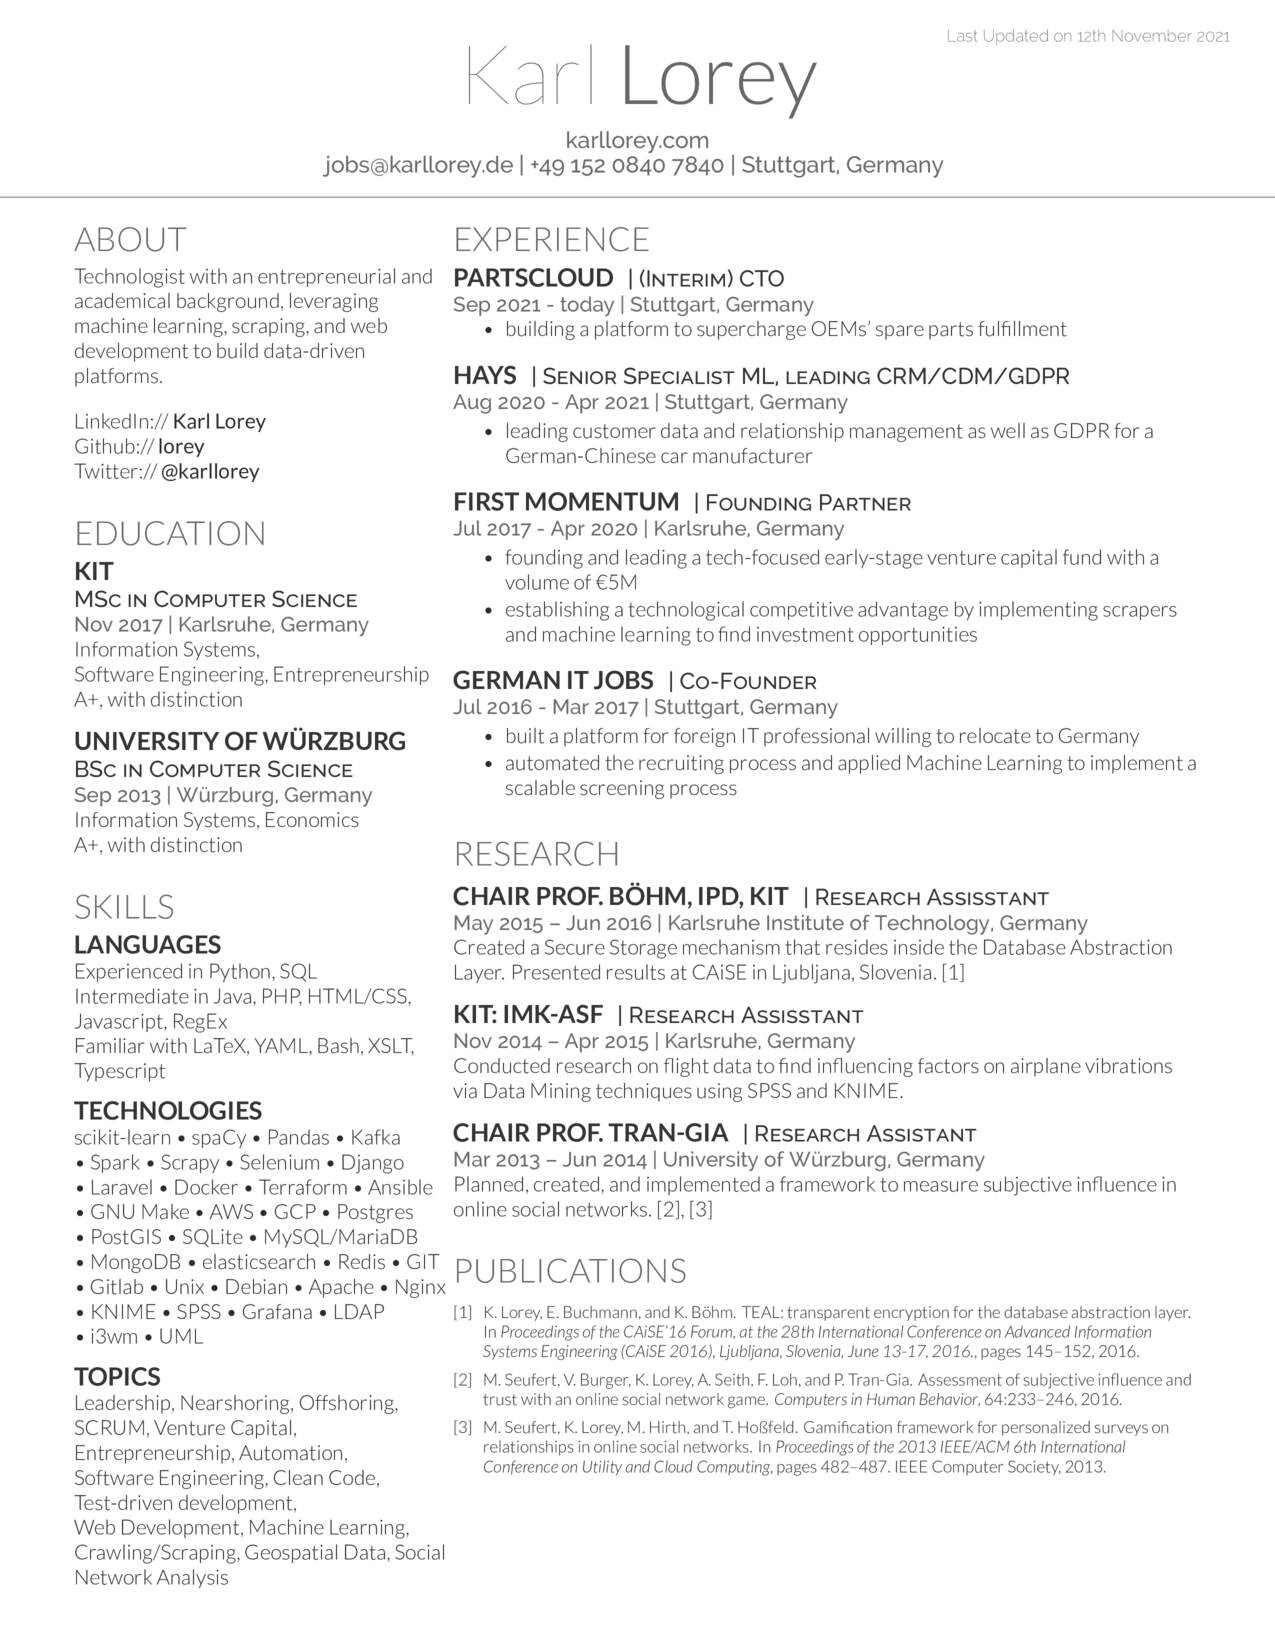 Last Updated on 12th November 2021
Karl Lorey
karllorey.com
jobs@karllorey.de | +49 152 0840 7840 | Stuttgart, Germany
ABOUT
Technologist with an entrepreneurial and
academical background, leveraging
machine learning, scraping, and web
development to build data-driven
platforms.
LinkedIn:// Karl Lorey
Github:// lorey
Twitter:// @karllorey
EDUCATION
KIT
MSc in Computer Science
Nov 2017 | Karlsruhe, Germany
Information Systems,
Software Engineering, Entrepreneurship
A+, with distinction
UNIVERSITY OF WÜRZBURG
BSc in Computer Science
Sep 2013 | Würzburg, Germany
Information Systems, Economics
A+, with distinction
SKILLS
LANGUAGES
Experienced in Python, SQL
Intermediate in Java, PHP, HTML/CSS,
Javascript, RegEx
Familiar with LaTeX, YAML, Bash, XSLT,
Typescript
TECHNOLOGIES
scikit-learn • spaCy • Pandas • Kafka
• Spark • Scrapy • Selenium • Django
• Laravel • Docker • Terraform • Ansible
• GNU Make • AWS • GCP • Postgres
• PostGIS • SQLite • MySQL/MariaDB
• MongoDB • elasticsearch • Redis • GIT
• Gitlab • Unix • Debian • Apache • Nginx
• KNIME • SPSS • Grafana • LDAP
• i3wm • UML
TOPICS
Leadership, Nearshoring, Offshoring,
SCRUM, Venture Capital,
Entrepreneurship, Automation,
Software Engineering, Clean Code,
Test-driven development,
Web Development, Machine Learning,
Crawling/Scraping, Geospatial Data, Social
Network Analysis
EXPERIENCE
PARTSCLOUD | (Interim) CTO
Sep 2021 - today | Stuttgart, Germany
• building a platform to supercharge OEMs’ spare parts fulfillment
HAYS | Senior Specialist ML, leading CRM/CDM/GDPR
Aug 2020 - Apr 2021 | Stuttgart, Germany
• leading customer data and relationship management as well as GDPR for a
German-Chinese car manufacturer
FIRST MOMENTUM | Founding Partner
Jul 2017 - Apr 2020 | Karlsruhe, Germany
• founding and leading a tech-focused early-stage venture capital fund with a
volume of €5M
• establishing a technological competitive advantage by implementing scrapers
and machine learning to find investment opportunities
GERMAN IT JOBS | Co-Founder
Jul 2016 - Mar 2017 | Stuttgart, Germany
• built a platform for foreign IT professional willing to relocate to Germany
• automated the recruiting process and applied Machine Learning to implement a
scalable screening process
RESEARCH
CHAIR PROF. BÖHM, IPD, KIT | Research Assisstant
May 2015 – Jun 2016 | Karlsruhe Institute of Technology, Germany
Created a Secure Storage mechanism that resides inside the Database Abstraction
Layer. Presented results at CAiSE in Ljubljana, Slovenia. [1]
KIT: IMK-ASF | Research Assisstant
Nov 2014 – Apr 2015 | Karlsruhe, Germany
Conducted research on flight data to find influencing factors on airplane vibrations
via Data Mining techniques using SPSS and KNIME.
CHAIR PROF. TRAN-GIA | Research Assistant
Mar 2013 – Jun 2014 | University of Würzburg, Germany
Planned, created, and implemented a framework to measure subjective influence in
online social networks. [2], [3]
PUBLICATIONS
[1] K. Lorey, E. Buchmann, and K. Böhm. TEAL: transparent encryption for the database abstraction layer.
In Proceedings of the CAiSE’16 Forum, at the 28th International Conference on Advanced Information
Systems Engineering (CAiSE 2016), Ljubljana, Slovenia, June 13-17, 2016., pages 145–152, 2016.
[2] M. Seufert, V. Burger, K. Lorey, A. Seith, F. Loh, and P. Tran-Gia. Assessment of subjective influence and
trust with an online social network game. Computers in Human Behavior, 64:233–246, 2016.
[3] M. Seufert, K. Lorey, M. Hirth, and T. Hoßfeld. Gamification framework for personalized surveys on
relationships in online social networks. In Proceedings of the 2013 IEEE/ACM 6th International
Conference on Utility and Cloud Computing, pages 482–487. IEEE Computer Society, 2013.